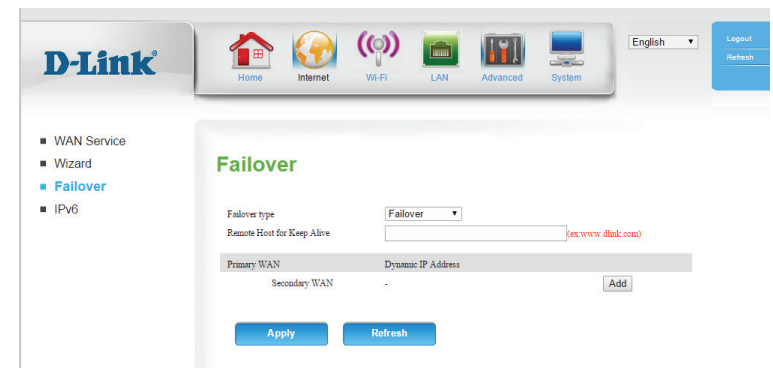 D-Link®
Home Internet Wi-Fi LAN Advanced System
English
Logout
Refresh
WAN Service
Wizard
Failover
IPv6
Failover
Failover type Failover
Remote Host for Keep Alive (ex:www.dlink.com)
Primary WAN Dynamic IP Address
Secondary WAN - Add
Apply Refresh